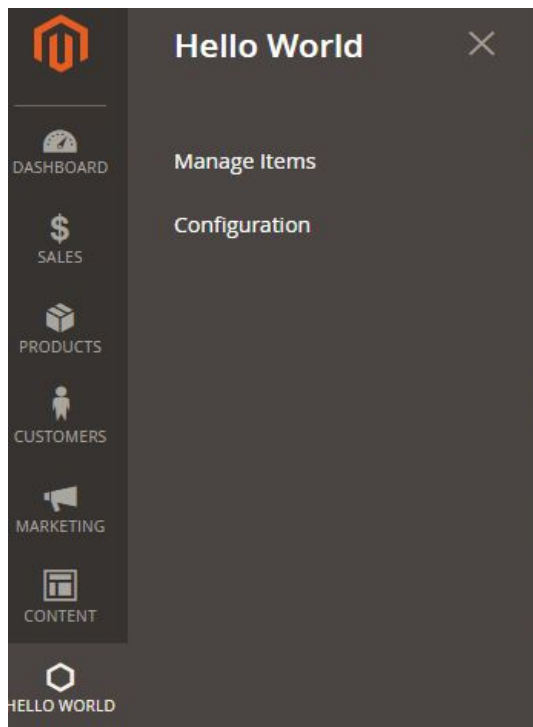 Hello World
Manage Items
Configuration
DASHBOARD
SALES
PRODUCTS
CUSTOMERS
MARKETING
CONTENT
HELLO WORLD